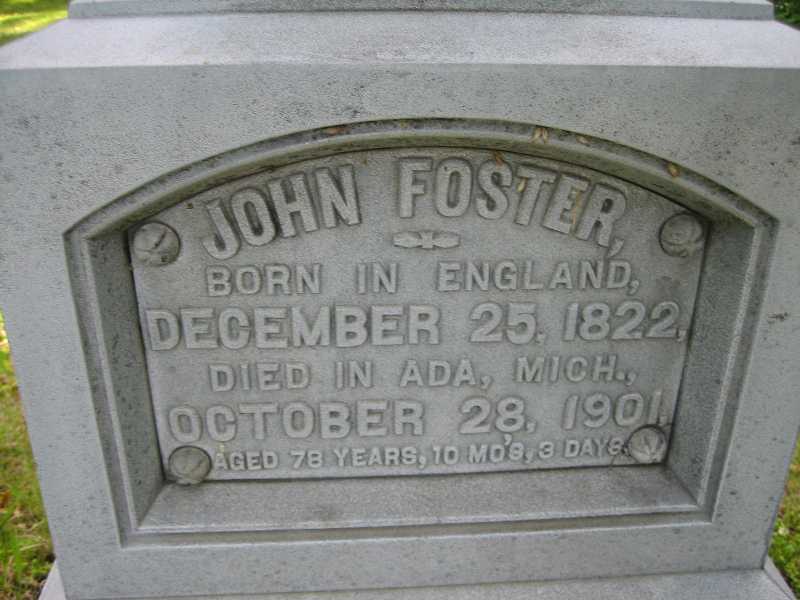 JOHN FOSTER,
BORN IN ENGLAND,
DECEMBER 25, 1822,
DIED IN ADA, MICH.,
OCTOBER 28, 1901.
AGED 78 YEARS, 10 MO'S, 3 DAYS